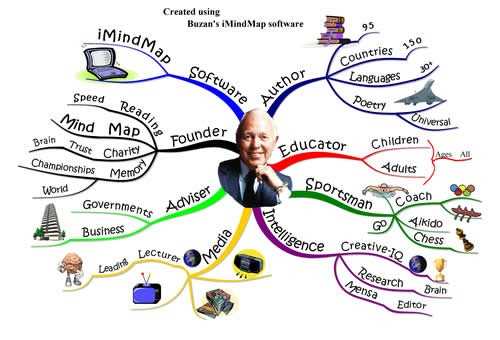 Created using
Buzan's iMindMap software
iMindMap
Software
Author
95
Countries
150
Languages
30+
Poetry
Universal
Speed
Reading
Mind Map
Founder
Brain
Trust
Charity
Memory
Championships
World
Educator
Children
Adults
Ages
All
Adviser
Governments
Business
Sportsman
Coach
Aikido
Go
Chess
Media
Lecturer
Leading
Intelligence
Creative-IQ
Research
Brain
Mensa
Editor